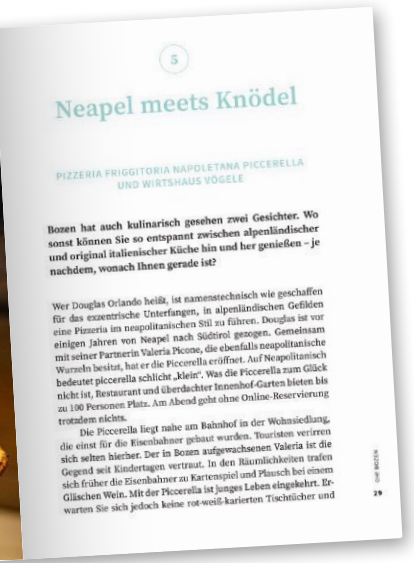 5
Neapel meets Knödel
PIZZERIA FRIGGITORIA NAPOLETANA PICCERELLA
UND WIRTSHAUS VÖGELE
Bozen hat auch kulinarisch gesehen zwei Gesichter. Wo
sonst können Sie so entspannt zwischen alpenländischer
und original italienischer Küche hin und her genießen – je
nachdem, wonach Ihnen gerade ist?
Wer Douglas Orlando heißt, ist namenstechnisch wie geschaffen
für das exzentrische Unterfangen, in alpenländischen Gefilden
eine Pizzeria im neapolitanischen Stil zu führen. Douglas ist vor
einigen Jahren von Neapel nach Südtirol gezogen. Gemeinsam
mit seiner Partnerin Valeria Picone, die ebenfalls neapolitanische
Wurzeln besitzt, hat er die Piccerella eröffnet. Auf Neapolitanisch
bedeutet piccerella schlicht „klein“. Was die Piccerella zum Glück
nicht ist, Restaurant und überdachter Innenhof-Garten bieten bis
zu 100 Personen Platz. Am Abend geht ohne Online-Reservierung
trotzdem nichts.
Die Piccerella liegt nahe am Bahnhof in der Wohnsiedlung,
die einst für die Eisenbahner gebaut wurden. Touristen verirren
sich selten hierher. Der in Bozen aufgewachsenen Valeria ist die
Gegend seit Kindertagen vertraut. In den Räumlichkeiten trafen
sich früher die Eisenbahner zu Kartenspiel und Plausch bei einem
Gläschen Wein. Mit der Piccerella ist junges Leben eingekehrt. Er-
warten Sie sich jedoch keine rot-weiß-karierten Tischtücher und
BOZEN
29